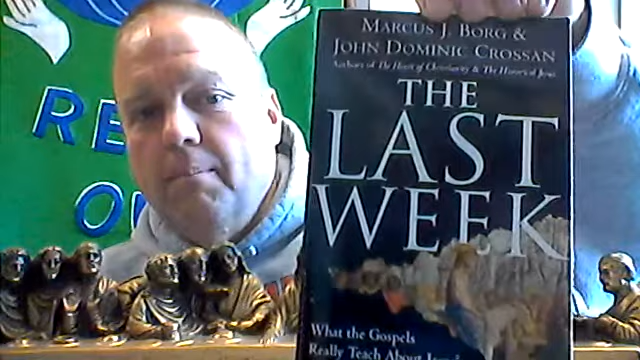 MARCUS J. BORG &
JOHN DOMINIC CROSSAN
Authors of The Heart of Christianity & The Historical Jesus
THE
LAST
WEEK
What the Gospels
Really Teach About
RE
O